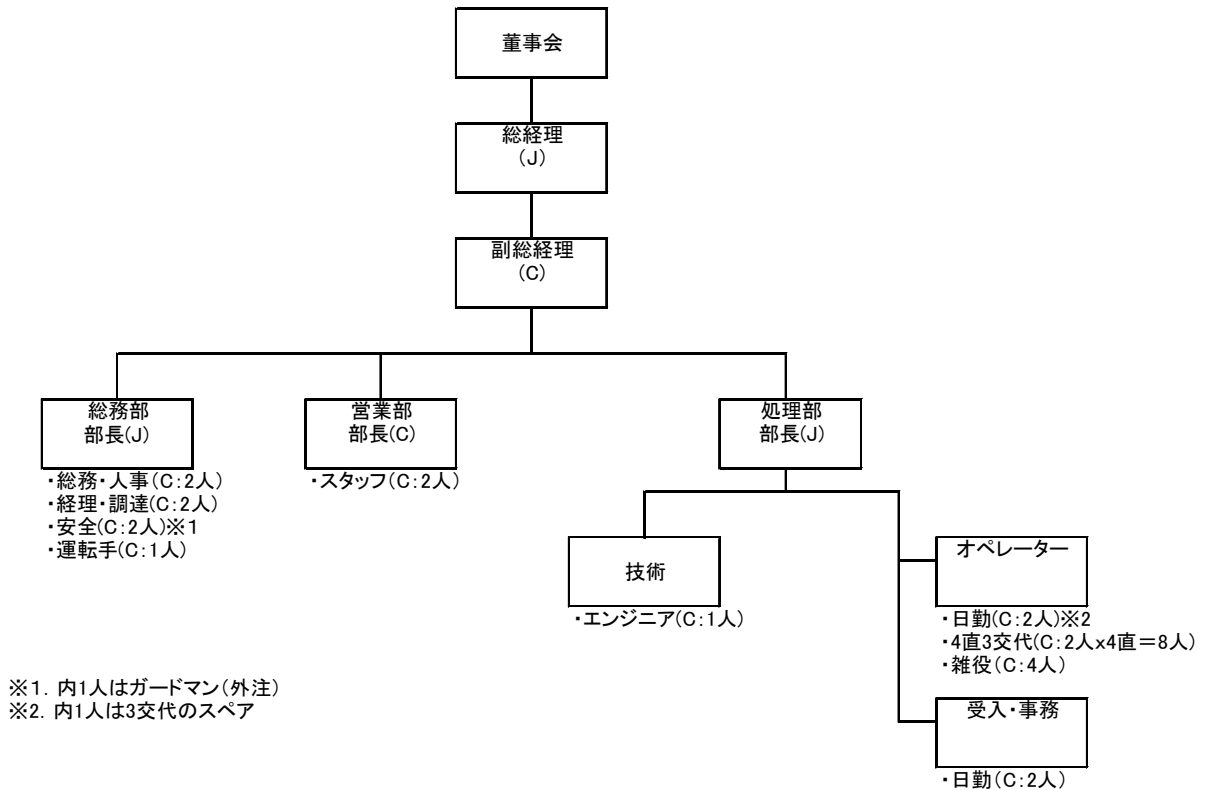 董事会
総経理
(J)
副総経理
(C)
総務部
部長(J)
・総務・人事(C:2人)
・経理・調達(C:2人)
・安全(C:2人)※1
・運転手(C:1人)
営業部
部長(C)
・スタッフ(C:2人)
処理部
部長(J)
技術
・エンジニア(C:1人)
オペレーター
・日勤(C:2人)※2
・4直3交代(C:2人x4直=8人)
・雑役(C:4人)
受入・事務
・日勤(C:2人)
※1. 内1人はガードマン(外注)
※2. 内1人は3交代のスペア